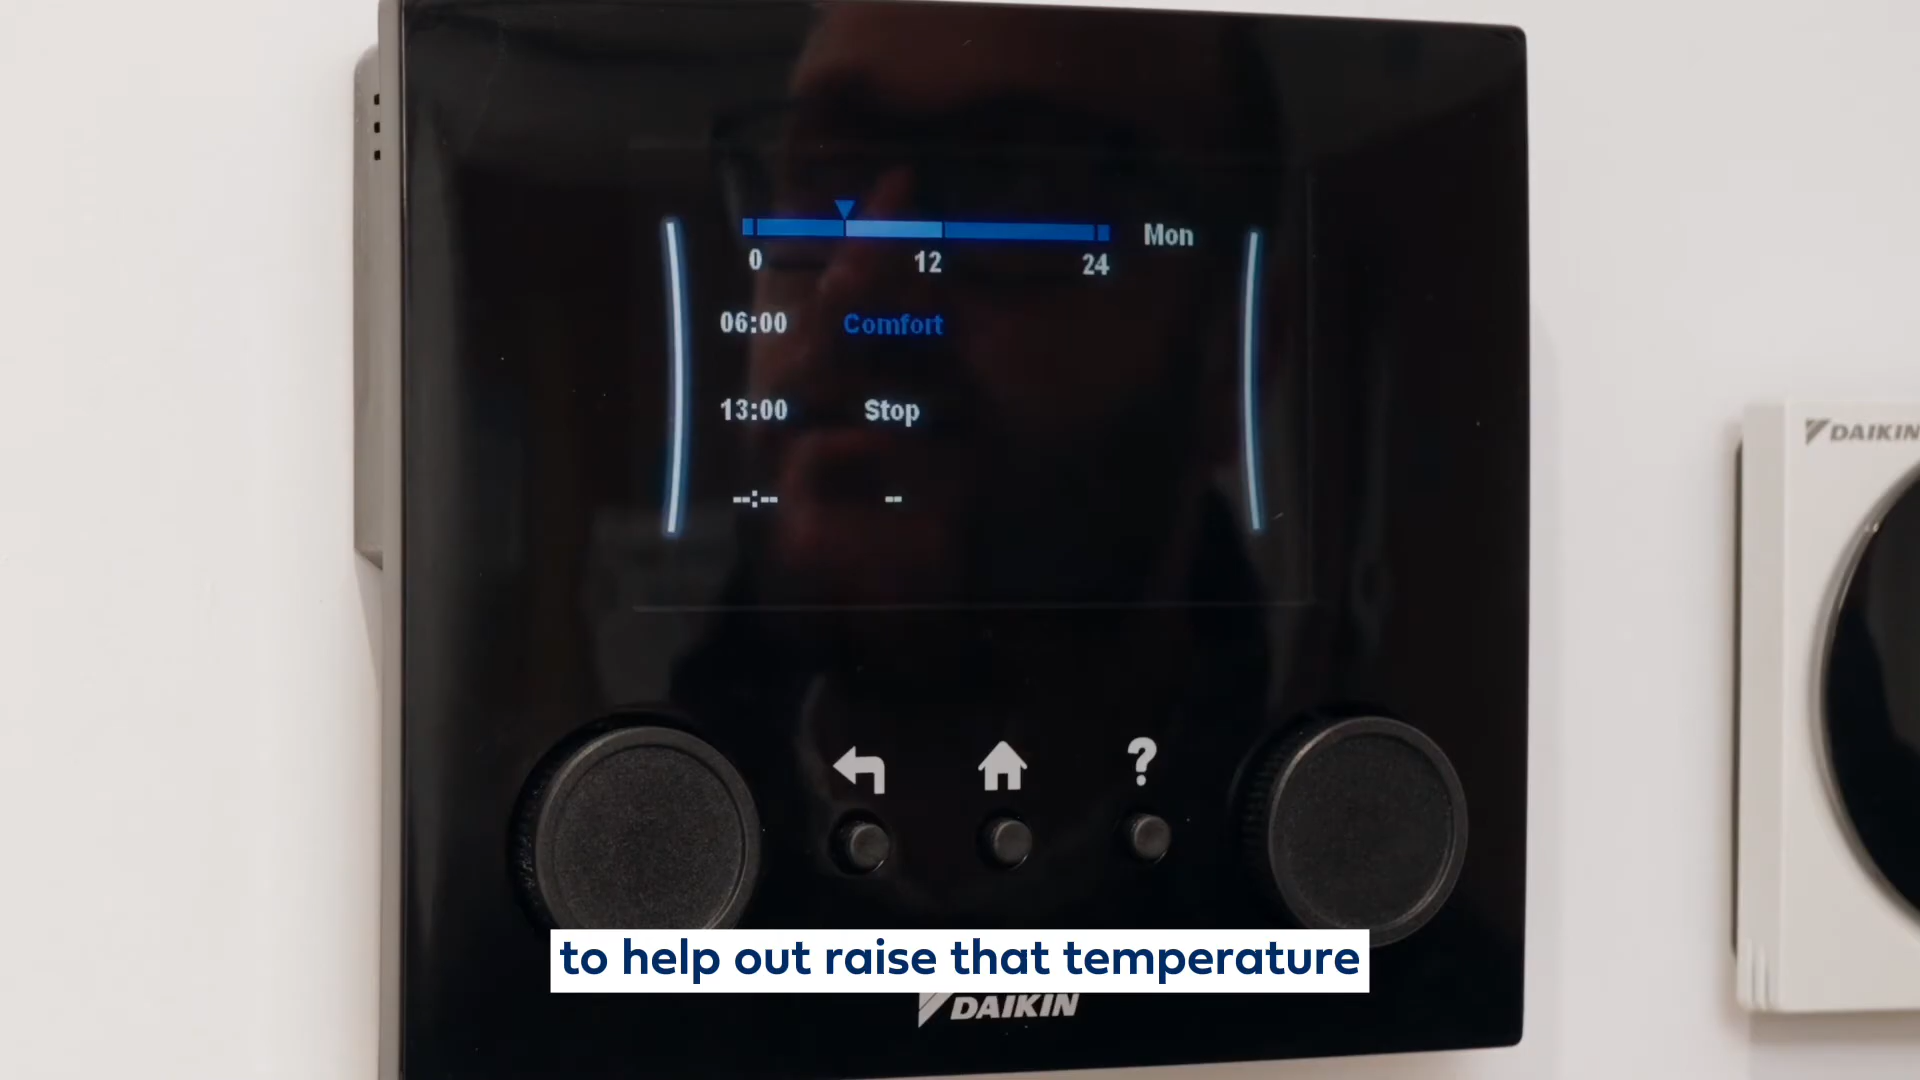 Mon
0 12 24
06:00 Comfort
13:00 Stop
--:-- --
?
to help out raise that temperature
DAIKIN
DAIKIN